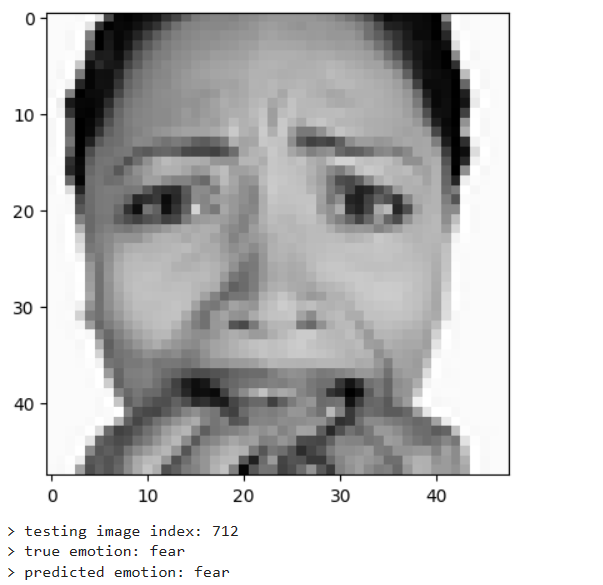 0
10
20
30
40
0 10 20 30 40
> testing image index: 712
> true emotion: fear
> predicted emotion: fear